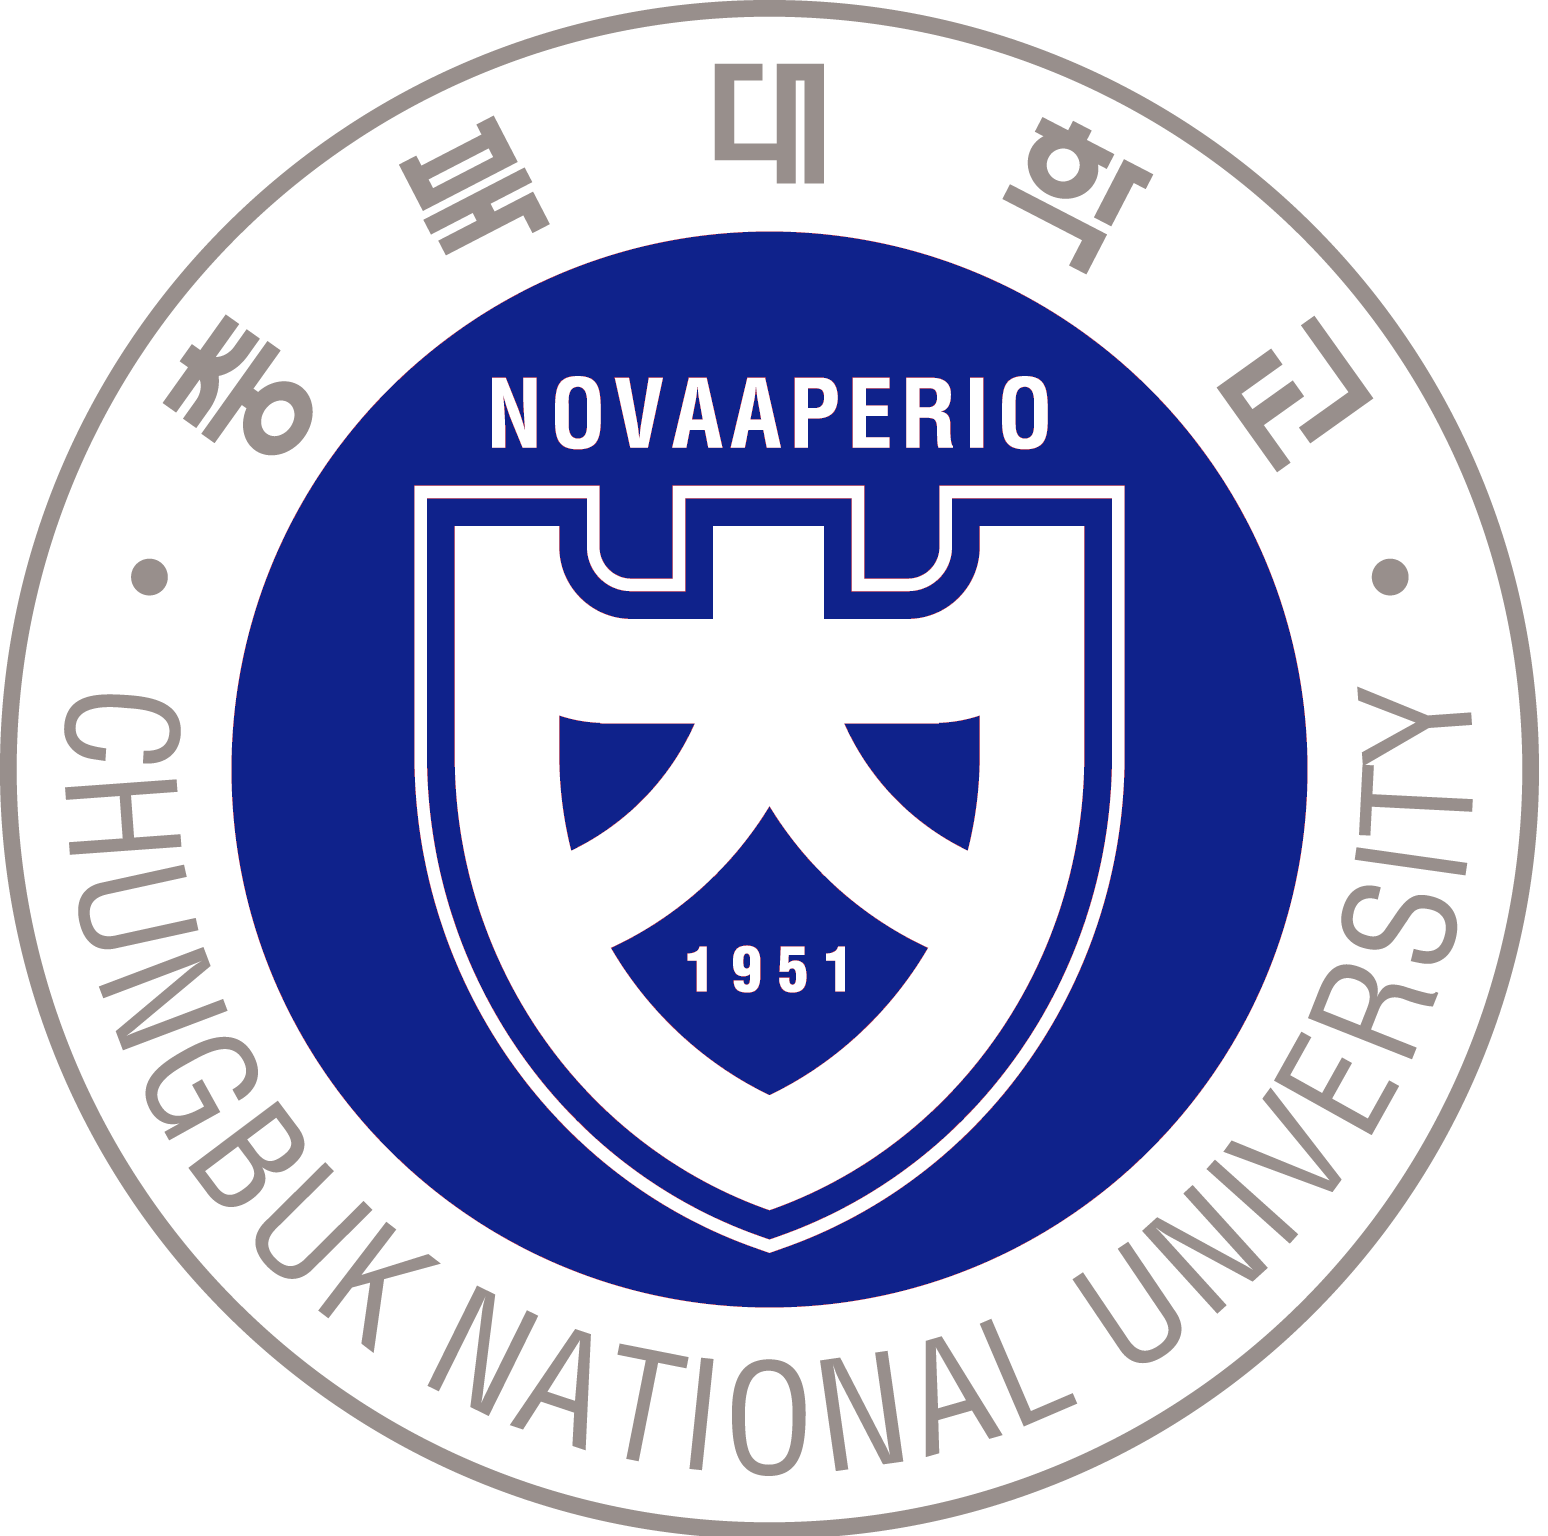 충북대학교
NOVAAPERIO
1951
CHUNGBUK NATIONAL UNIVERSITY